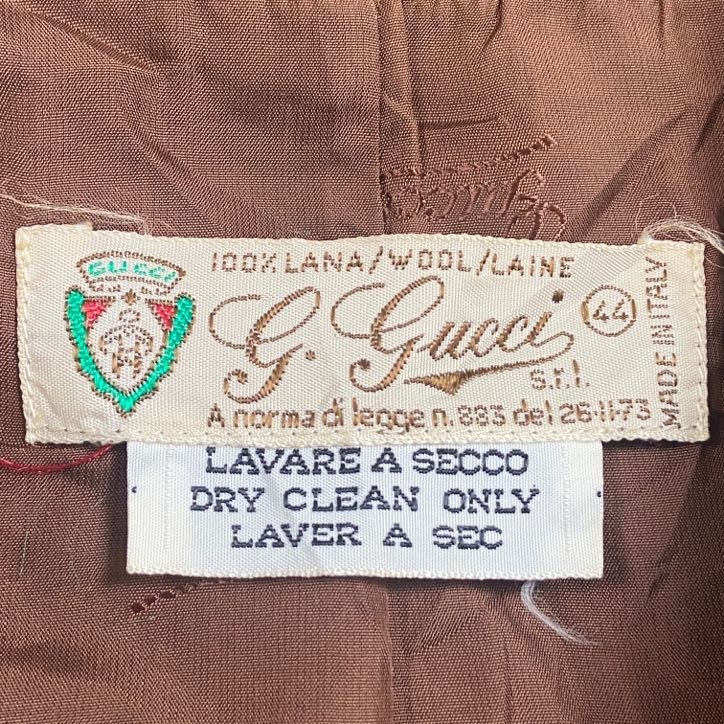 GUCCI
100% LANA/WOOL/LAINE
G. Gucci
44
s.r.l.
MADE IN ITALY
A norma di legge n. 883 del 26-11-73
LAVARE A SECCO
DRY CLEAN ONLY
LAVER A SEC